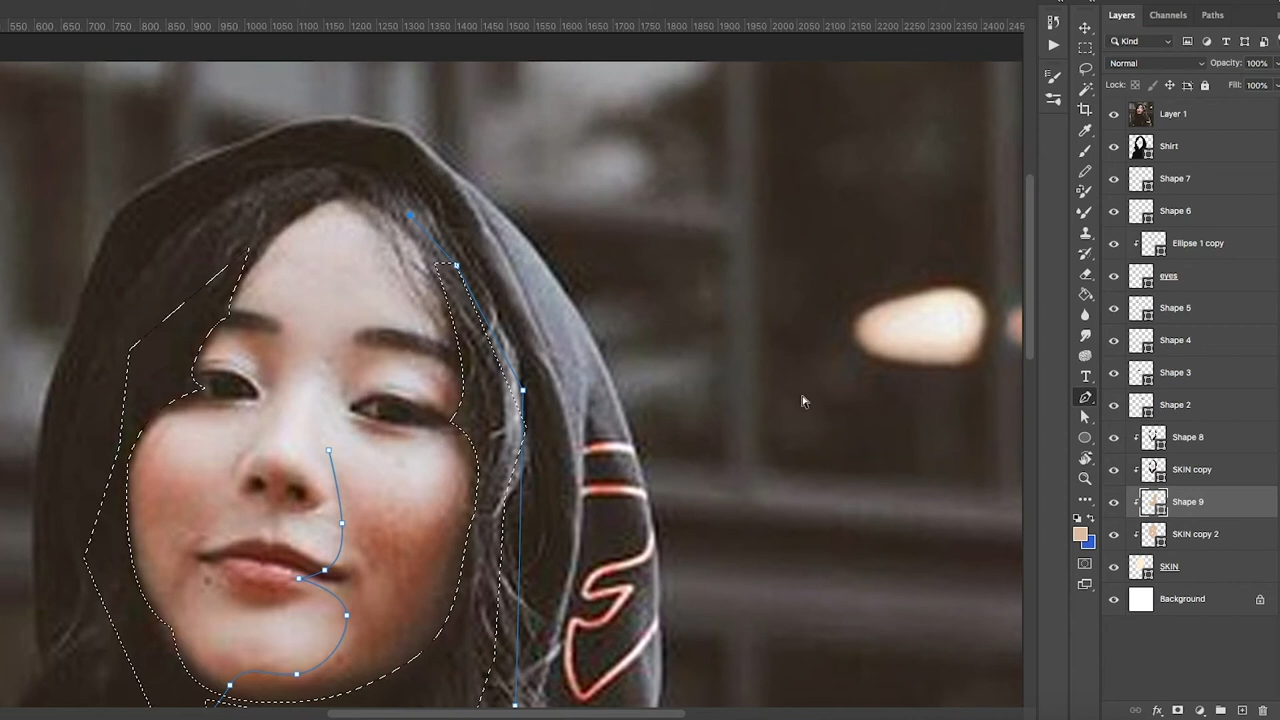 550 600 650 700 750 800 850 900 950 1000 1050 1100 1150 1200 1250 1300 1350 1400 1450 1500 1550 1600 1650 1700 1750 1800 1850 1900 1950 2000 2050 2100 2150 2200 2250 2300 2350 2400 245
Layers Channels Paths
Kind
Normal Opacity: 100%
Lock: Fill: 100%
Layer 1
Shirt
Shape 7
Shape 6
Ellipse 1 copy
eyes
Shape 5
Shape 4
Shape 3
Shape 2
Shape 8
SKIN copy
Shape 9
SKIN copy 2
SKIN
Background